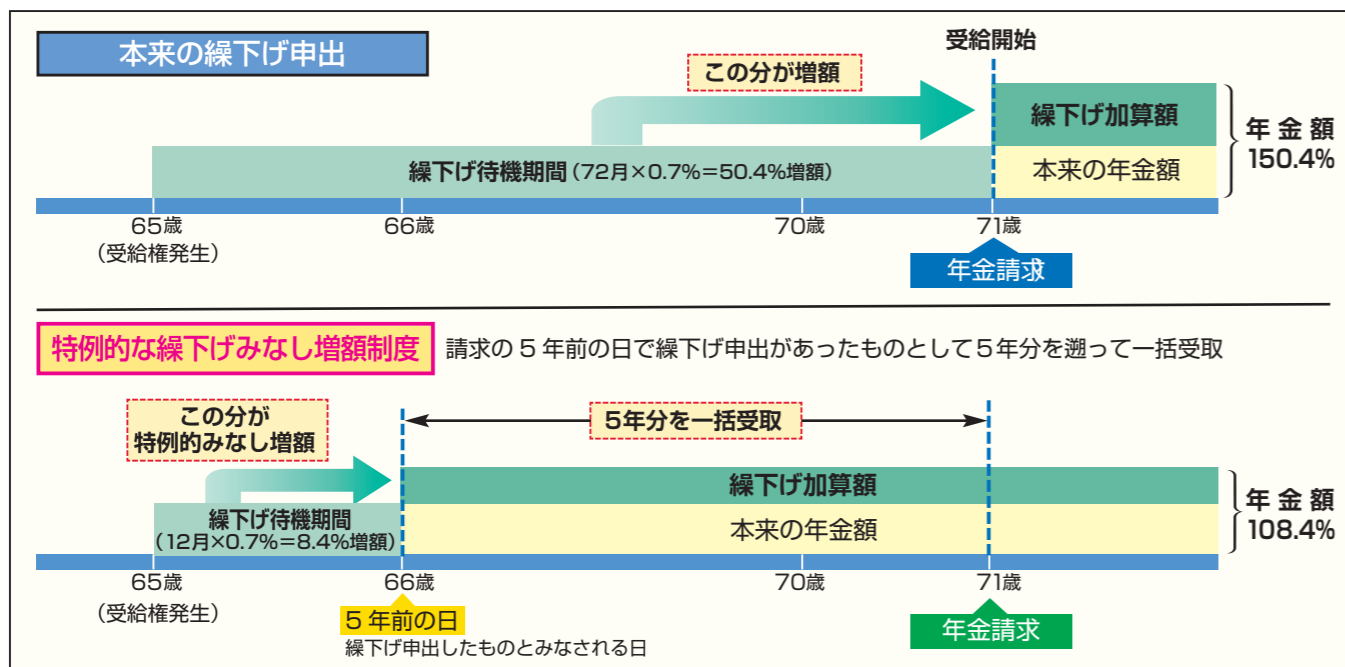 本来の繰下げ申出
受給開始
この分が増額
繰下げ加算額
年金額
150.4%
繰下げ待機期間（72月×0.7％＝50.4％増額）
本来の年金額
65歳
66歳
70歳
71歳
（受給権発生）
年金請求
特例的な繰下げみなし増額制度
請求の5年前の日で繰下げ申出があったものとして5年分を遡って一括受取
この分が
特例的みなし増額
5年分を一括受取
繰下げ加算額
年金額
108.4%
繰下げ待機期間
（12月×0.7％＝8.4％増額）
本来の年金額
65歳
66歳
70歳
71歳
（受給権発生）
5年前の日
年金請求
繰下げ申出したものとみなされる日